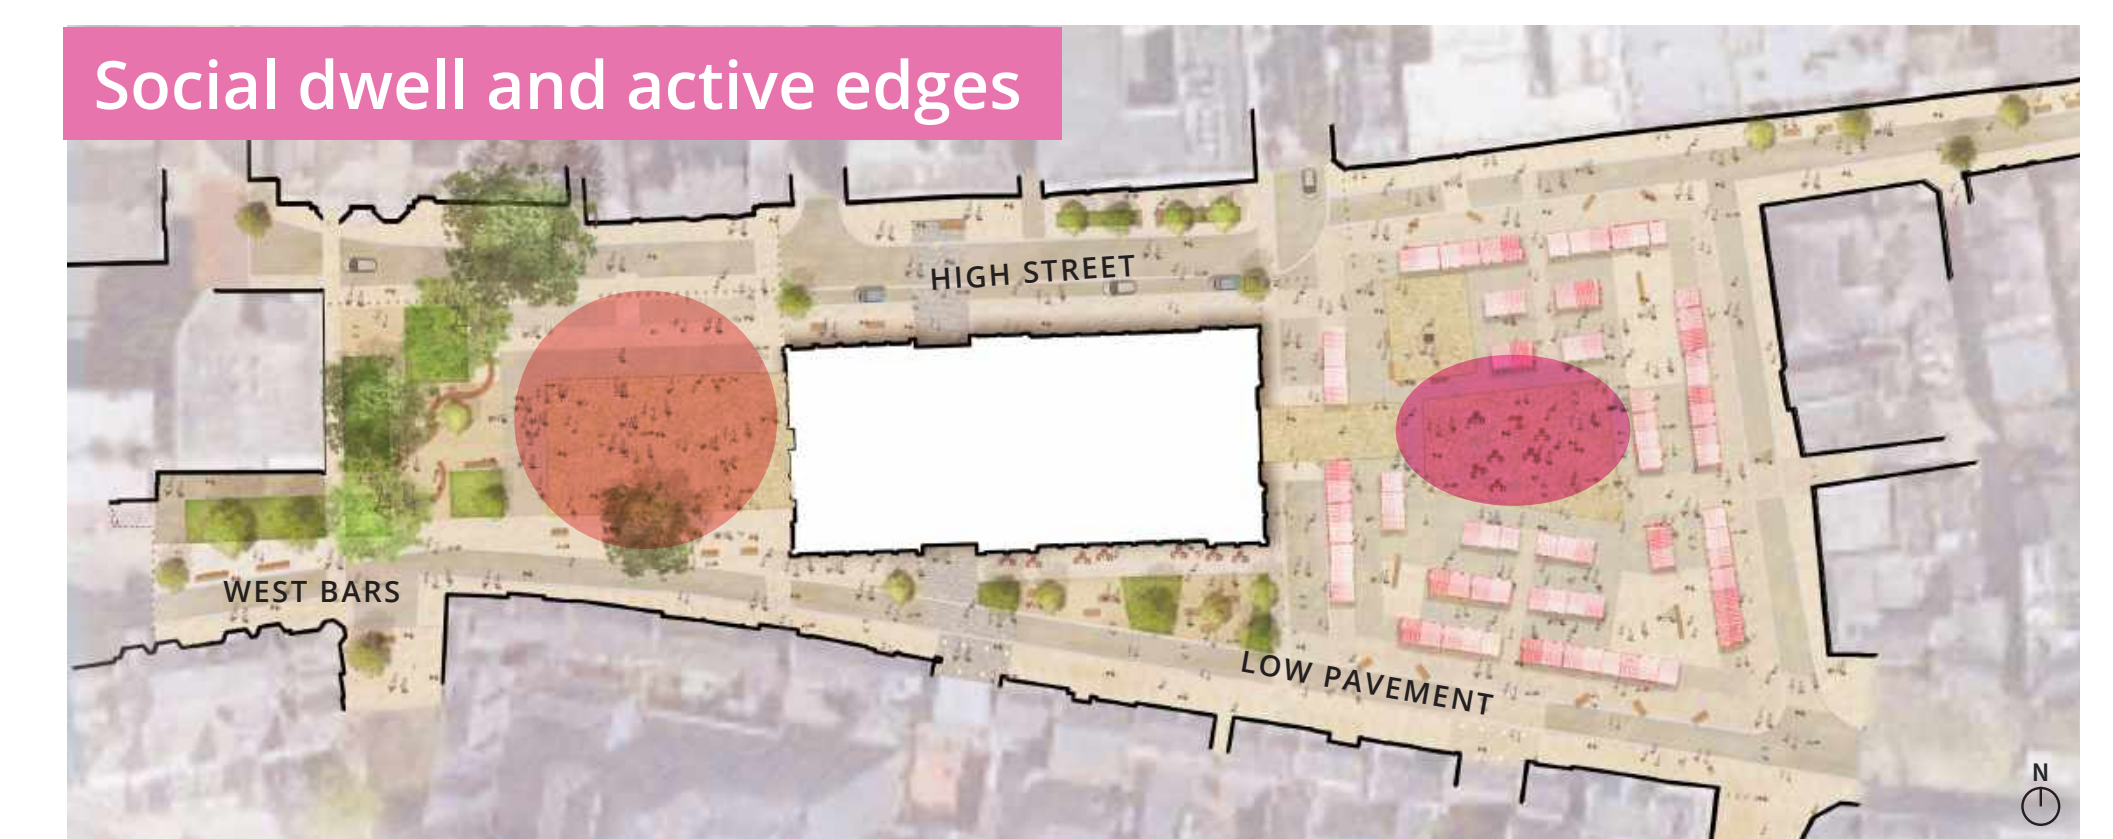 Social dwell and active edges
HIGH STREET
WEST BARS
LOW PAVEMENT
N